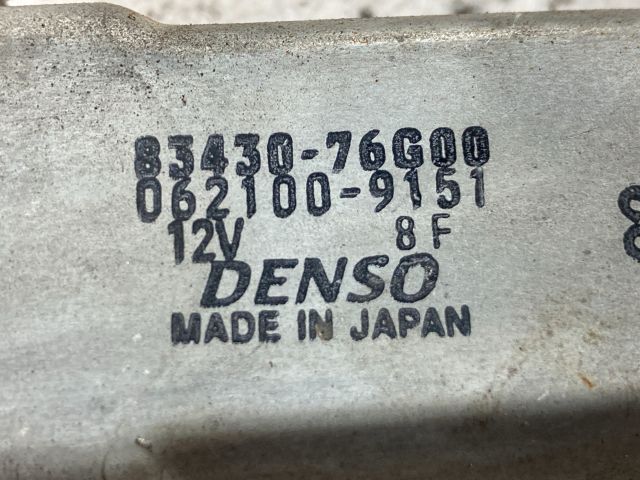 83430-76G00
062100-9151
12V 8F
DENSO
MADE IN JAPAN